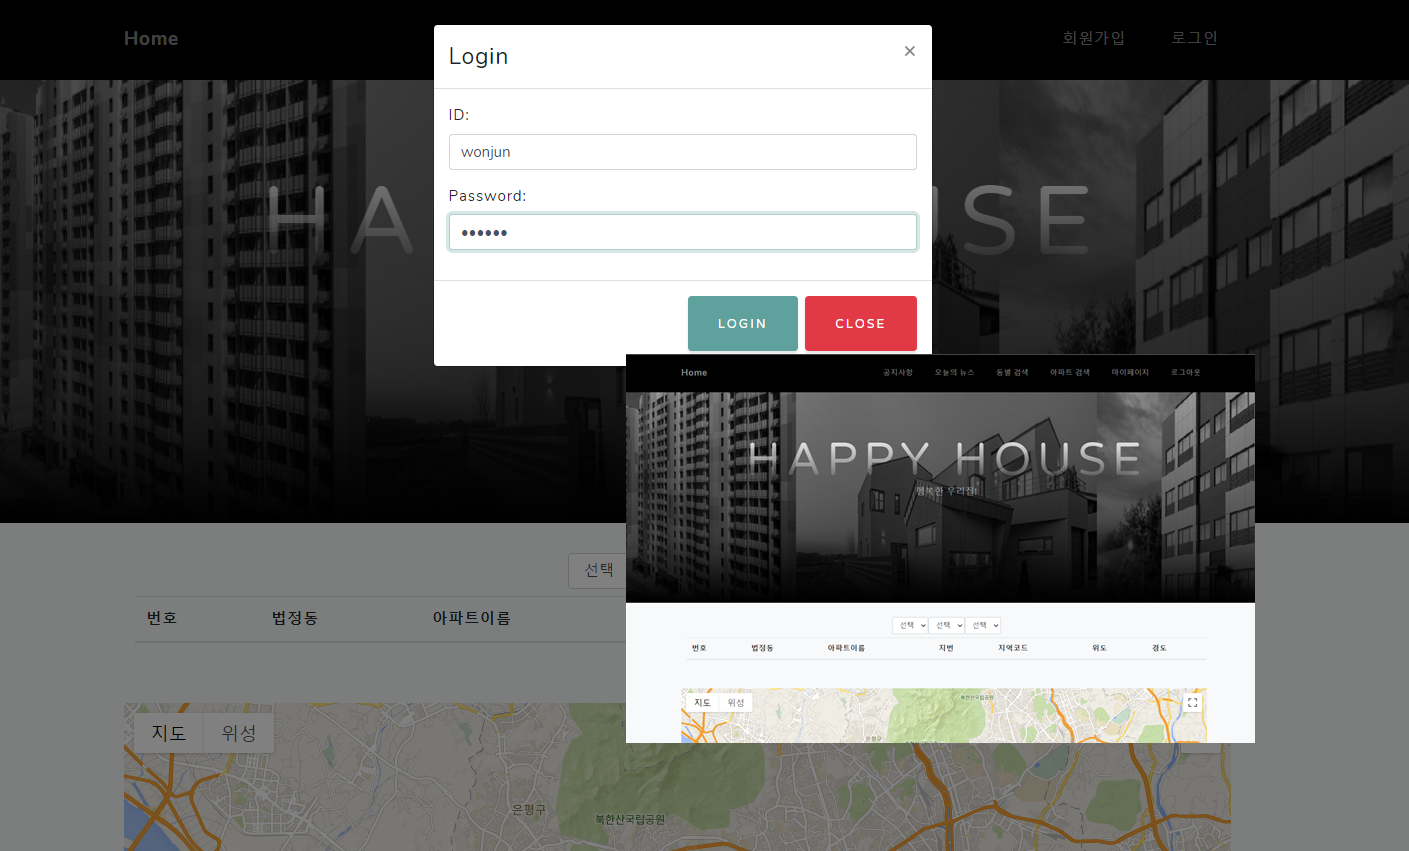 Home
회원가입
로그인
Login
×
ID:
wonjun
Password:
••••••
LOGIN
CLOSE
HA
USE
선택
번호
법정동
아파트이름
지도
위성
은평구
북한산국립공원
Home
공지사항
오늘의 뉴스
동별 검색
아파트 검색
마이페이지
로그아웃
HAPPY HOUSE
행복한 우리집!
선택
선택
선택
번호
법정동
아파트이름
지번
지역코드
위도
경도
지도
위성
북한산국립공원
은평구